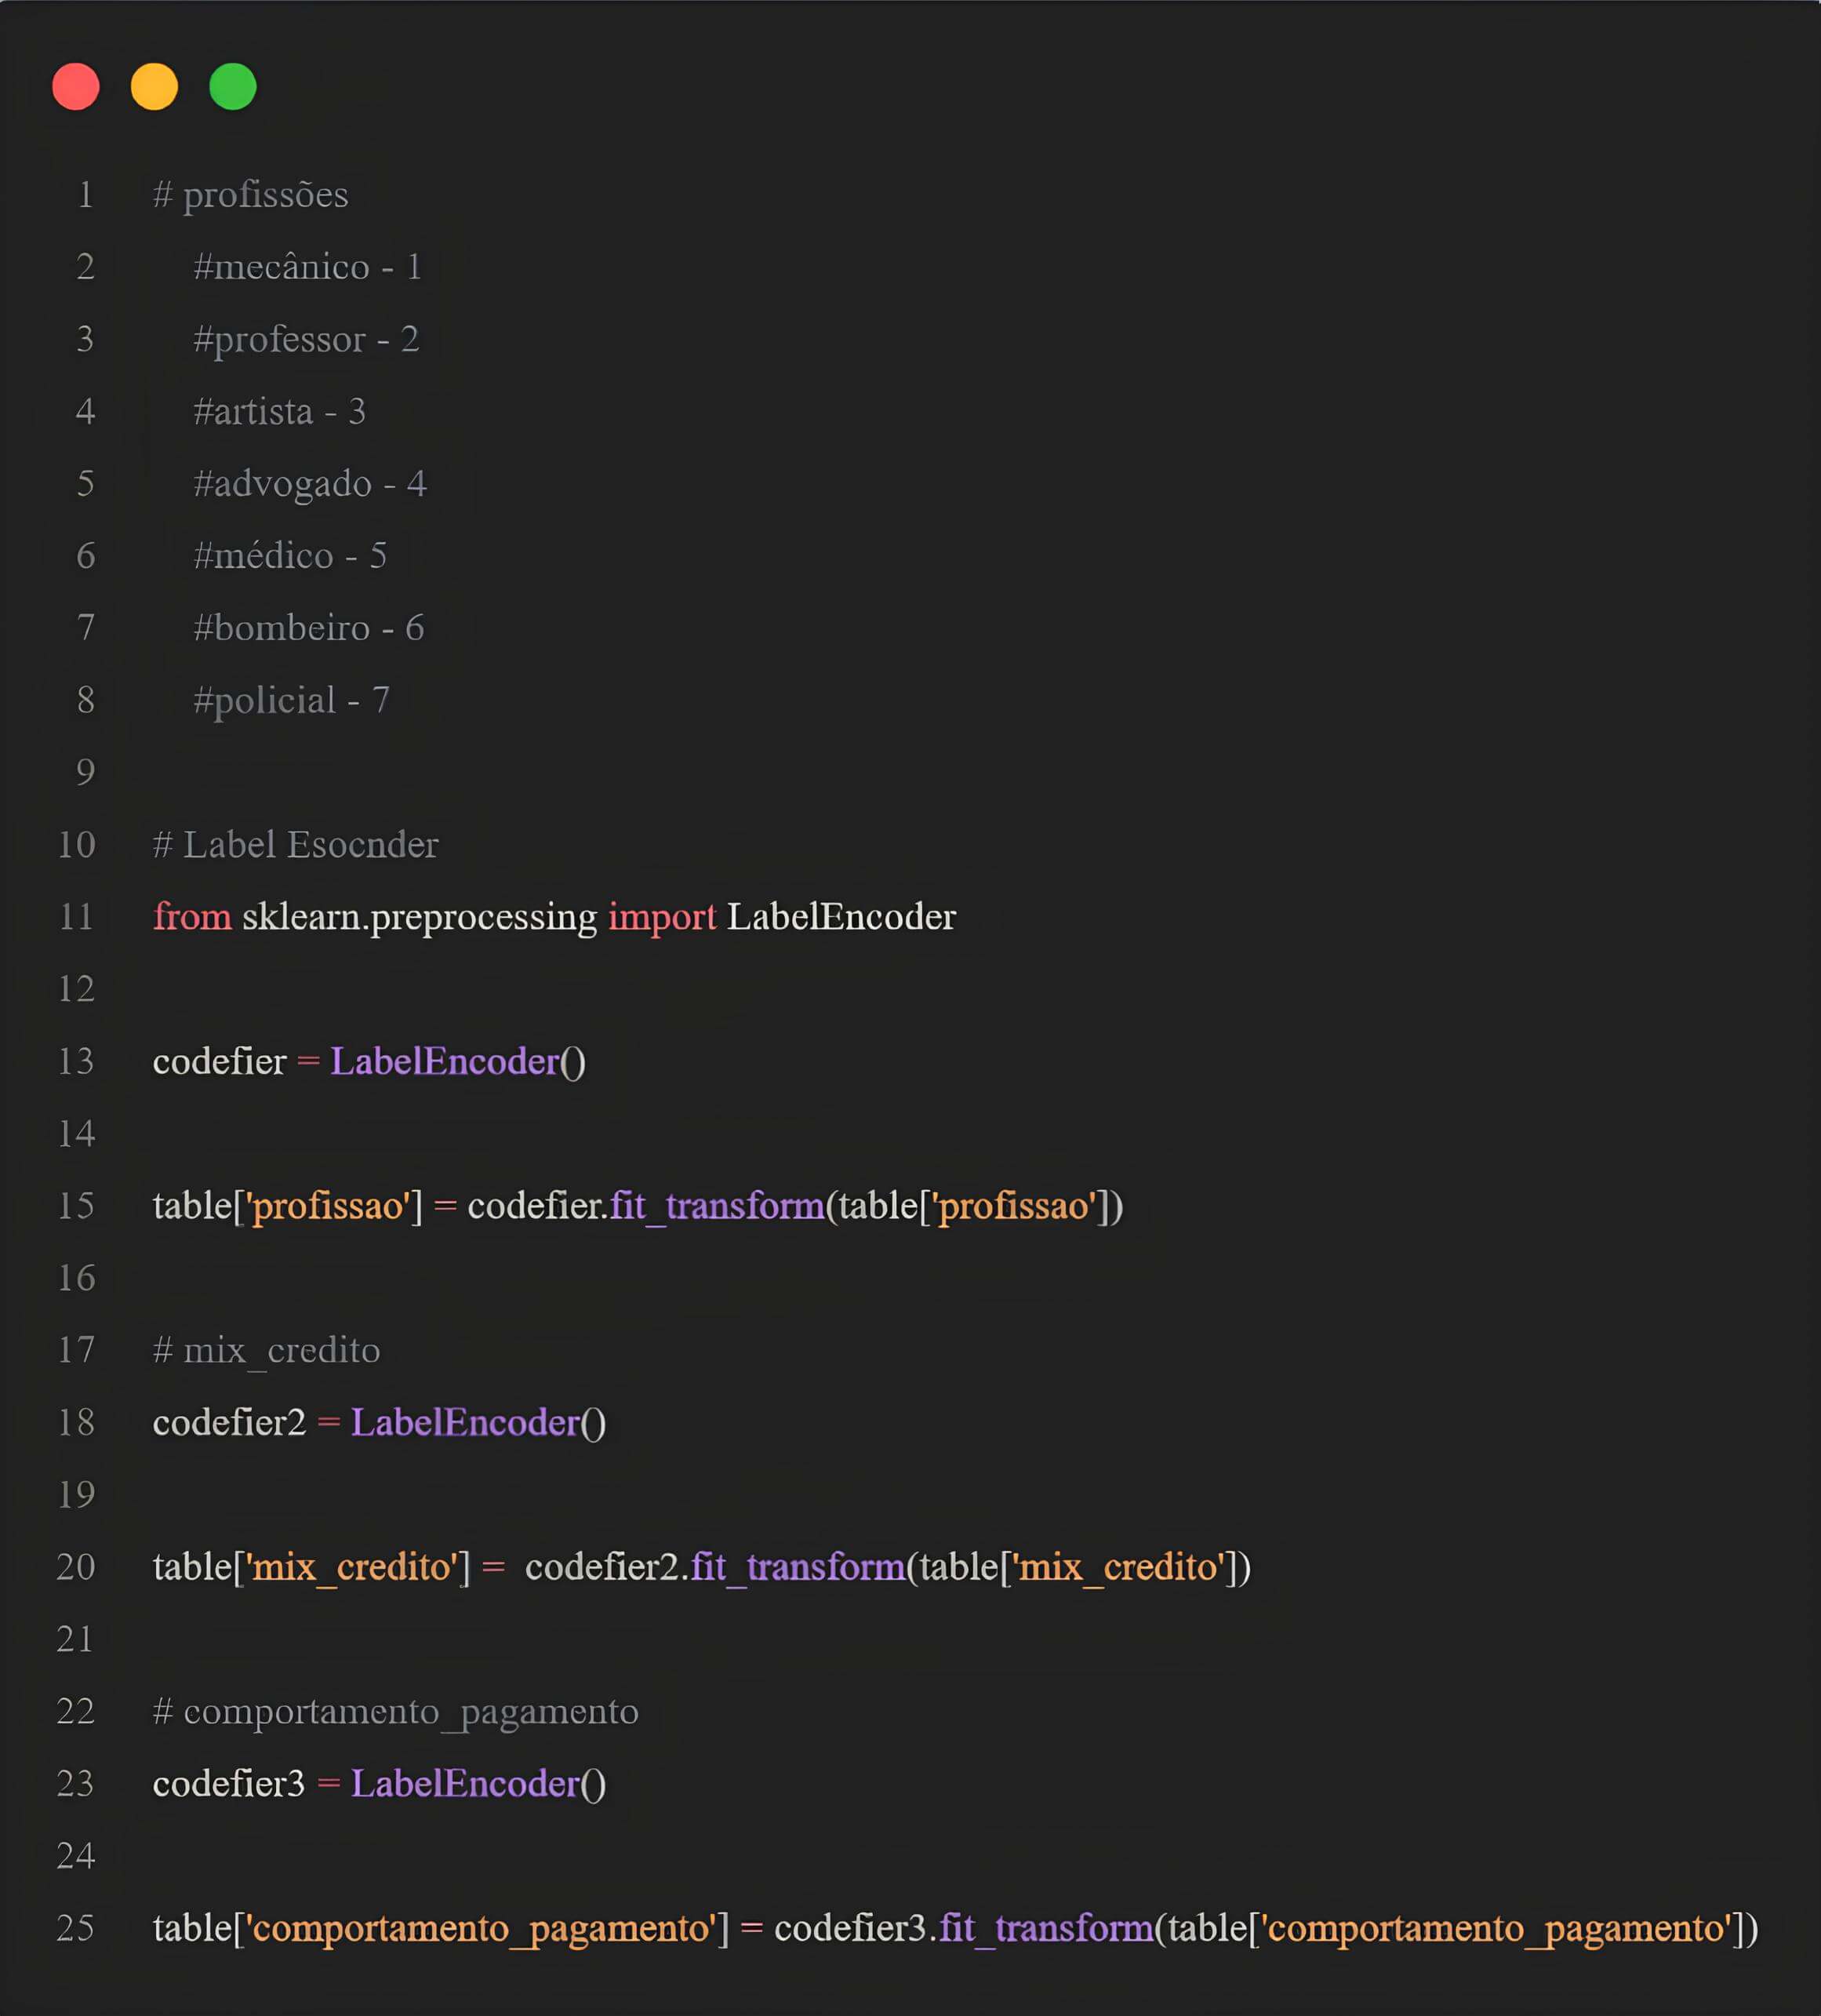 1 # profissões
2 #mecânico - 1
3 #professor - 2
4 #artista - 3
5 #advogado - 4
6 #médico - 5
7 #bombeiro - 6
8 #policial - 7
9
10 # Label Esocnder
11 from sklearn.preprocessing import LabelEncoder
12
13 codefier = LabelEncoder()
14
15 table['profissao'] = codefier.fit_transform(table['profissao'])
16
17 # mix_credito
18 codefier2 = LabelEncoder()
19
20 table['mix_credito'] =  codefier2.fit_transform(table['mix_credito'])
21
22 # comportamento_pagamento
23 codefier3 = LabelEncoder()
24
25 table['comportamento_pagamento'] = codefier3.fit_transform(table['comportamento_pagamento'])